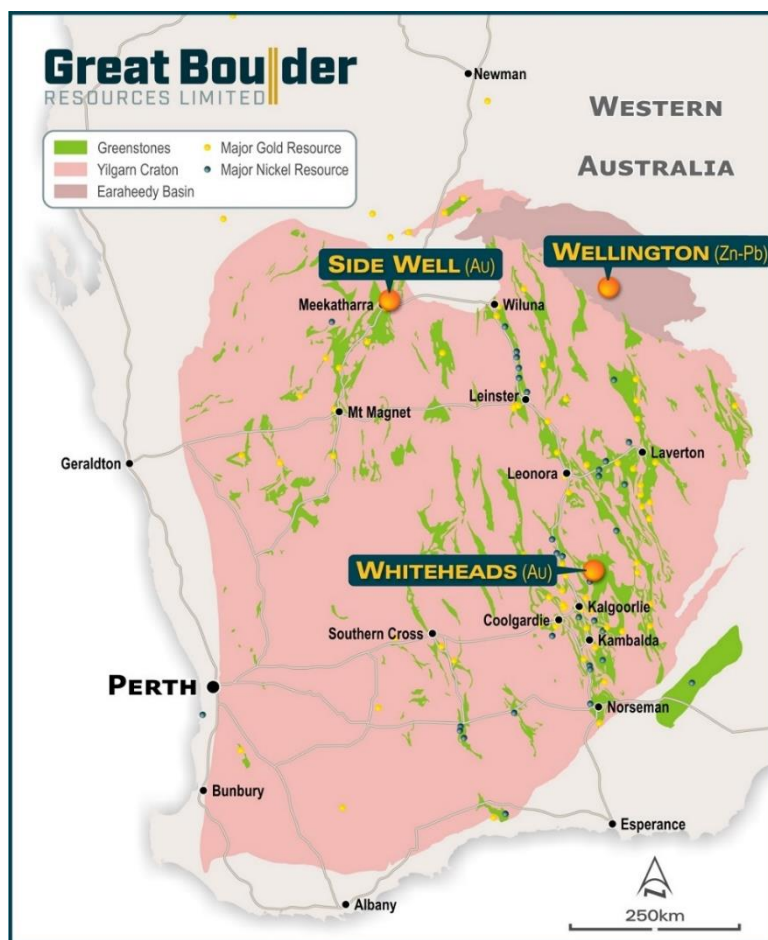 Great Boulder
RESOURCES LIMITED
Greenstones
Yilgarn Craton
Earaheedy Basin
Major Gold Resource
Major Nickel Resource
Newman
WESTERN
AUSTRALIA
SIDE WELL (Au)
WELLINGTON (Zn-Pb)
Meekatharra
Wiluna
Leinster
Mt Magnet
Geraldton
Laverton
Leonora
WHITEHEADS (Au)
Kalgoorlie
Coolgardie
Southern Cross
Kambalda
PERTH
Norseman
Bunbury
Esperance
Albany
N
250km